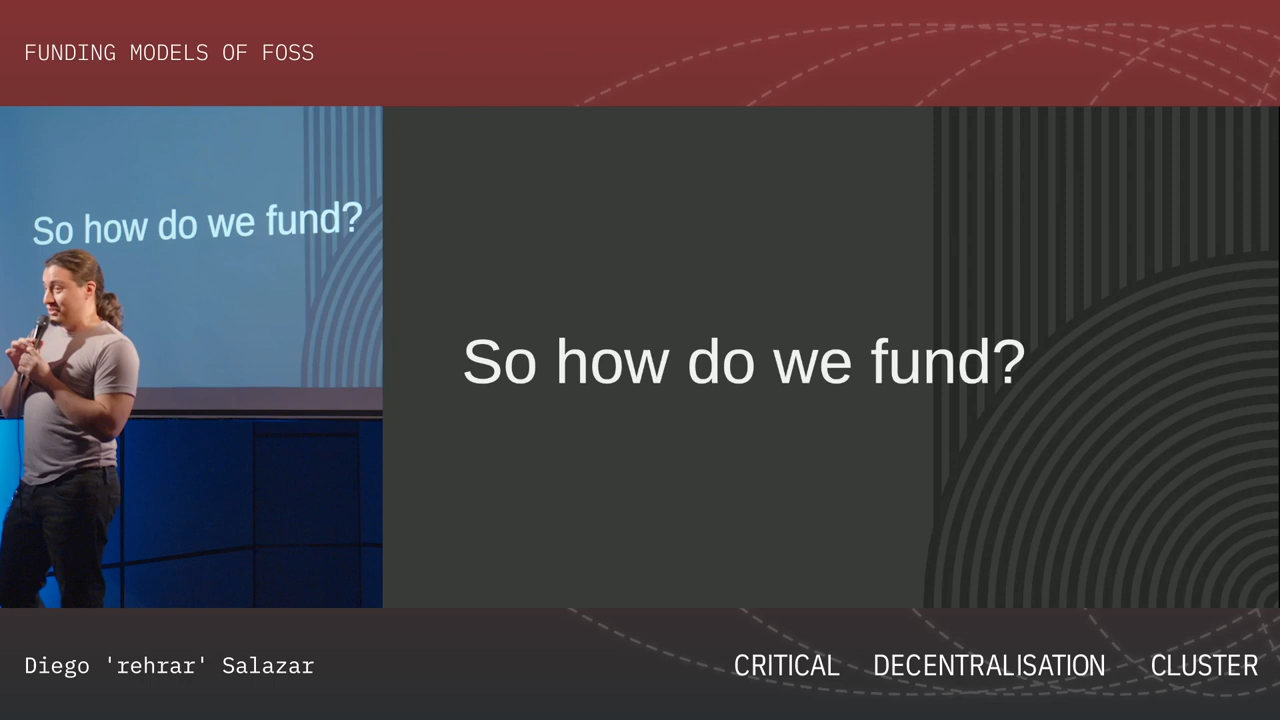 FUNDING MODELS OF FOSS
So how do we fund?
So how do we fund?
Diego 'rehrar' Salazar
CRITICAL DECENTRALISATION CLUSTER